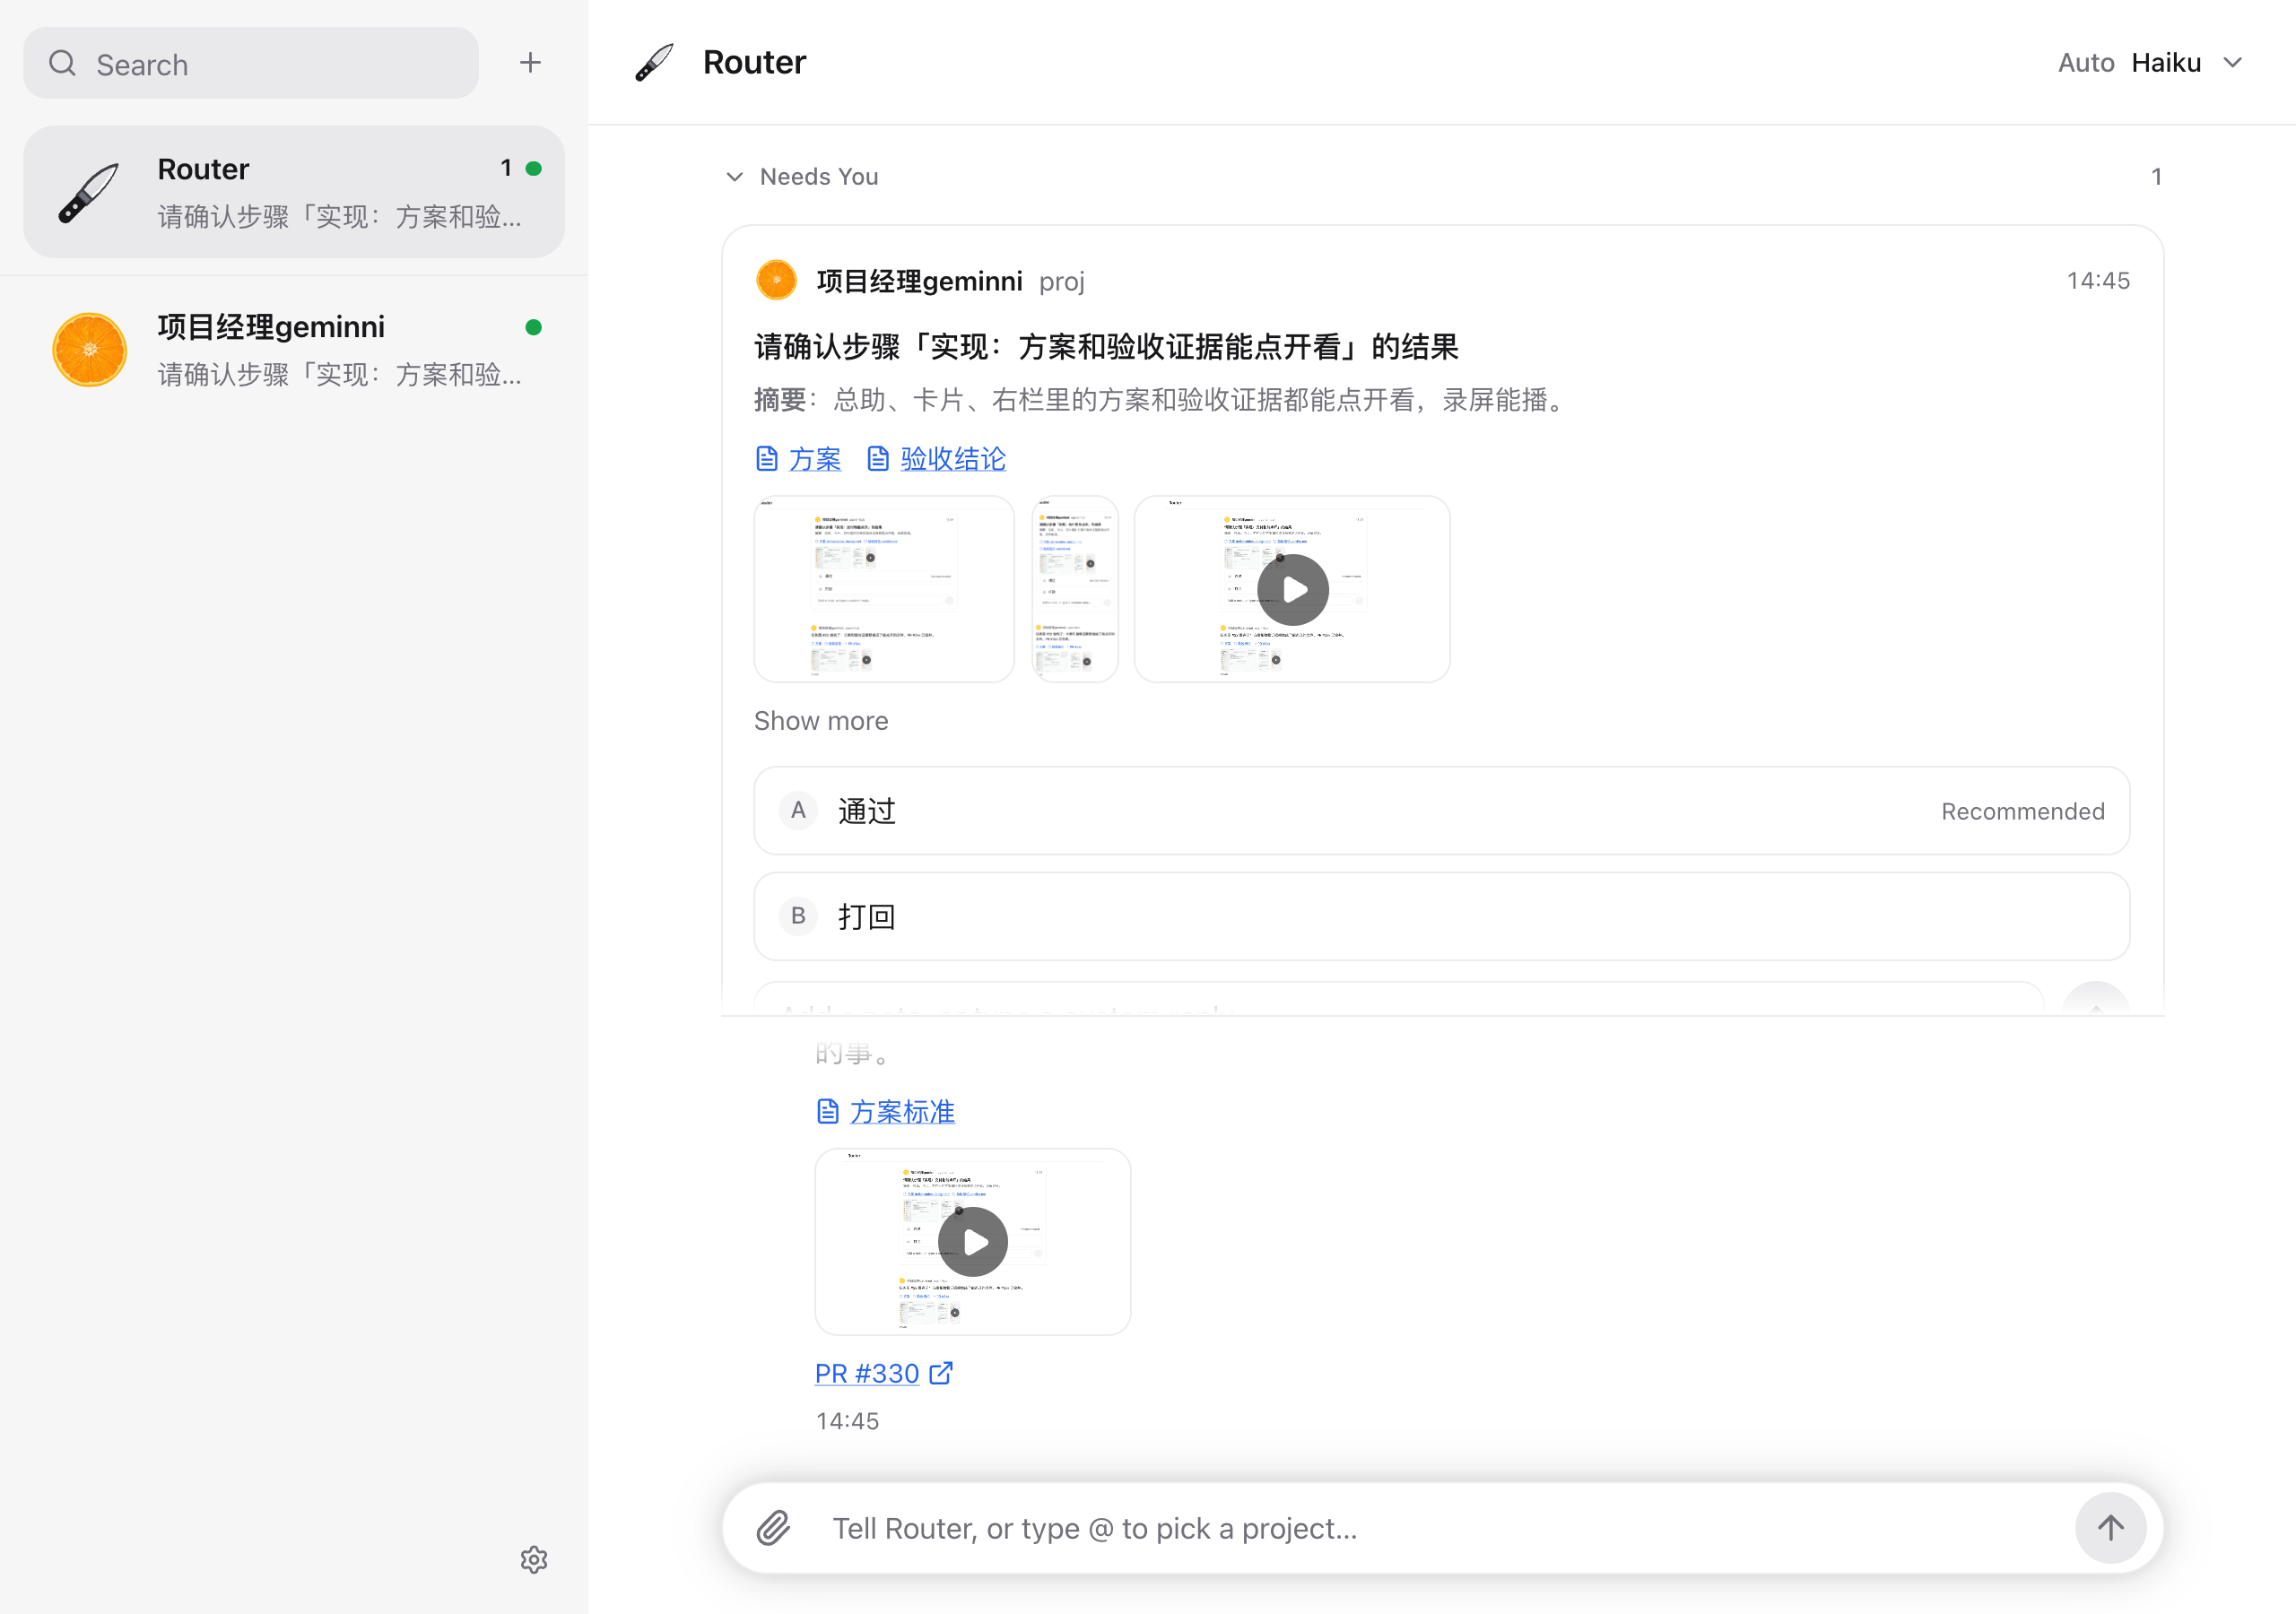 Search
Router
1
请确认步骤「实现：方案和验...
项目经理geminni
请确认步骤「实现：方案和验...
Router
Auto Haiku
Needs You
1
项目经理geminni proj
14:45
请确认步骤「实现：方案和验收证据能点开看」的结果
摘要：总助、卡片、右栏里的方案和验收证据都能点开看，录屏能播。
方案 验收结论
Show more
A 通过 Recommended
B 打回
的事。
方案标准
PR #330
14:45
Tell Router, or type @ to pick a project...